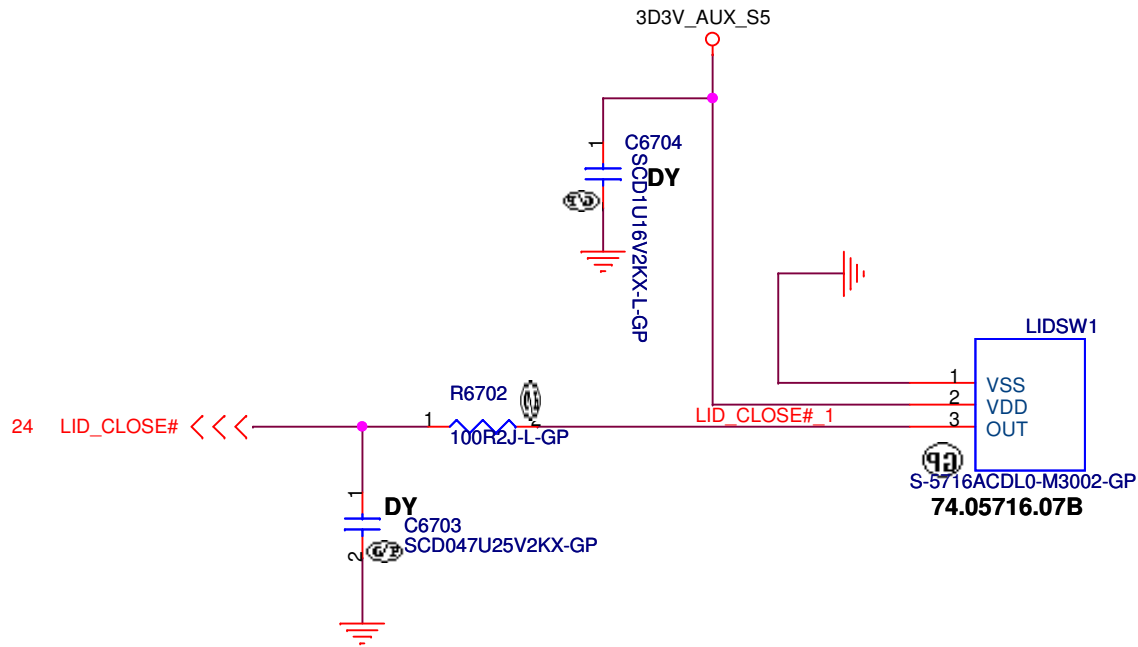 3D3V_AUX_S5
1
C6704
SCD1U16V2KX-L-GP
DY
LIDSW1
1
VSS
2
VDD
3
OUT
LID_CLOSE#_1
GP
S-5716ACDL0-M3002-GP
74.05716.07B
24
LID_CLOSE#
R6702
1
2
100R2J-L-GP
1
DY
C6703
SCD047U25V2KX-GP
2